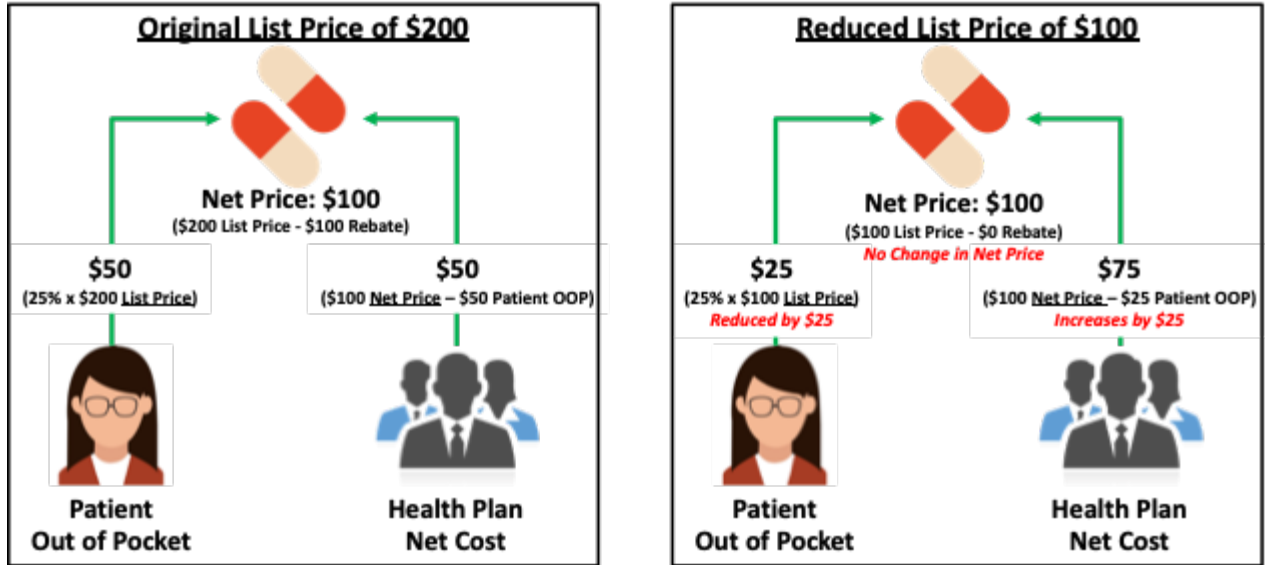 Original List Price of $200
Net Price: $100
($200 List Price - $100 Rebate)
$50
(25% x $200 List Price)
$50
($100 Net Price – $50 Patient OOP)
Patient
Out of Pocket
Health Plan
Net Cost
Reduced List Price of $100
Net Price: $100
($100 List Price - $0 Rebate)
No Change in Net Price
$25
(25% x $100 List Price)
Reduced by $25
$75
($100 Net Price – $25 Patient OOP)
Increases by $25
Patient
Out of Pocket
Health Plan
Net Cost